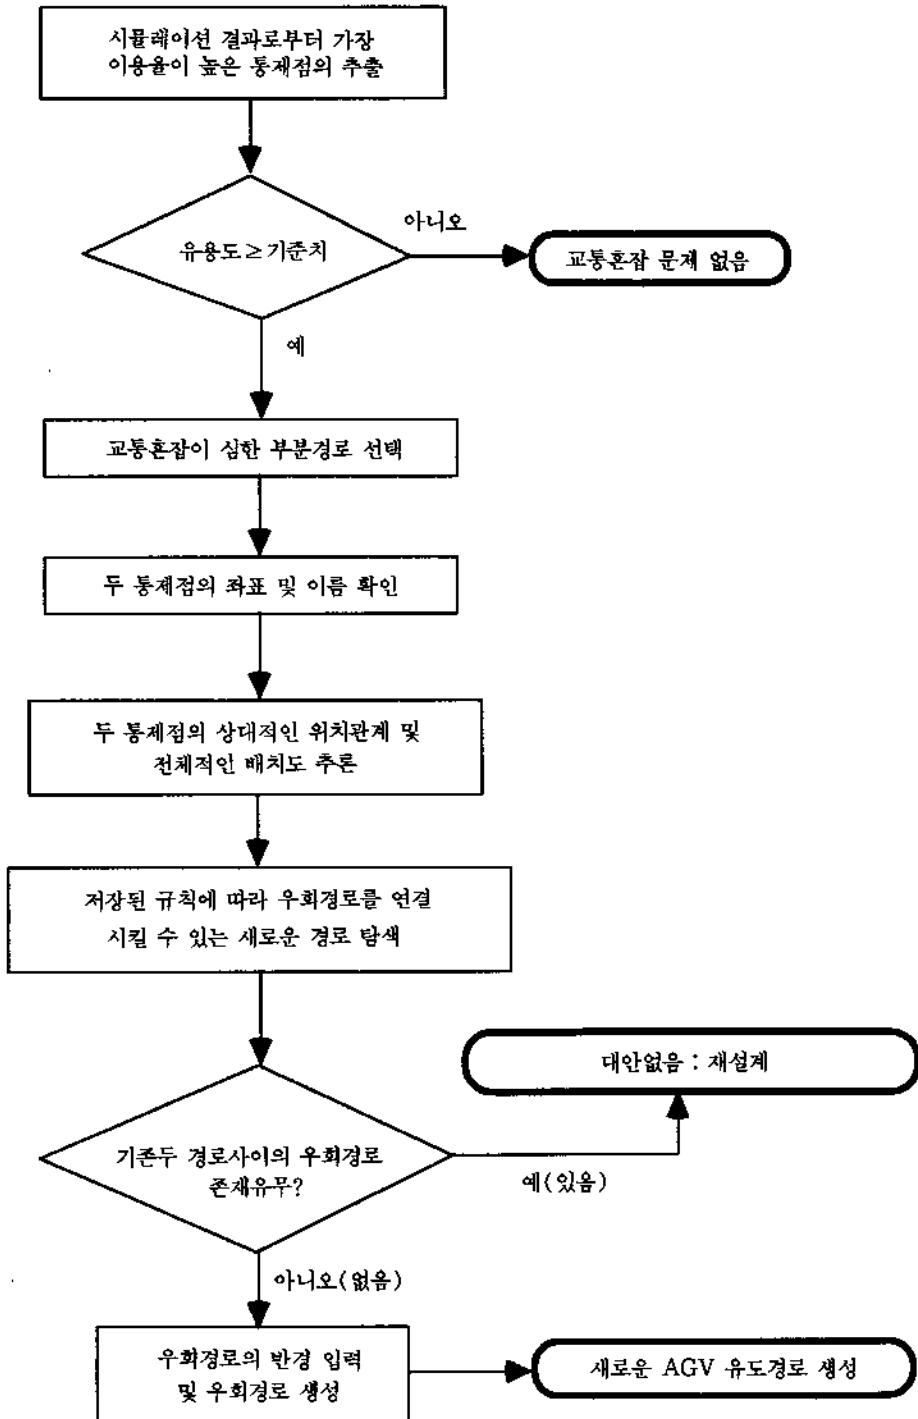 시뮬레이션 결과로부터 가장
이용율이 높은 통제점의 추출
유용도≥기준치
아니오
교통혼잡 문제 없음
예
교통혼잡이 심한 부분경로 선택
두 통제점의 좌표 및 이름 확인
두 통제점의 상대적인 위치관계 및
전체적인 배치도 추론
저장된 규칙에 따라 우회경로를 연결
시킬 수 있는 새로운 경로 탐색
대안없음 : 재설계
기존두 경로사이의 우회경로
존재유무?
예(있음)
아니오(없음)
우회경로의 반경 입력
및 우회경로 생성
새로운 AGV 유도경로 생성